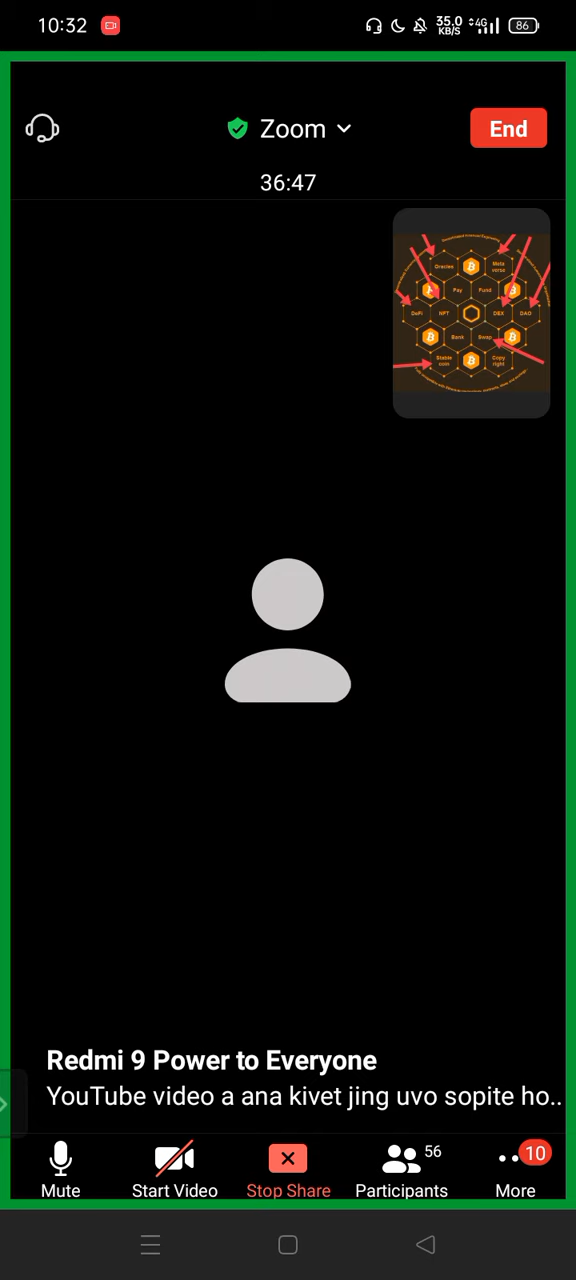 10:32
35.0
KB/S
4G
86
Zoom
End
36:47
Oracles
Meta
verse
Pay
Fund
DeFi
NFT
DEX
DAO
Bank
Swap
Stable
coin
Copy
right
Redmi 9 Power to Everyone
YouTube video a ana kivet jing uvo sopite ho..
Mute
Start Video
Stop Share
56
Participants
10
More